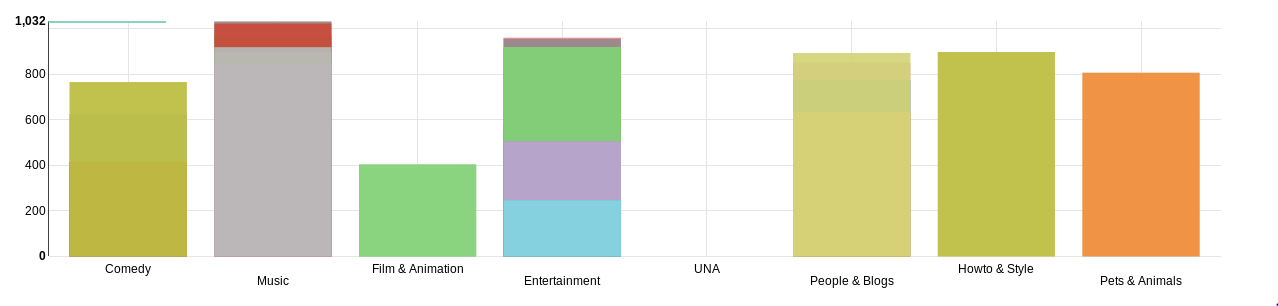 1,032
800
600
400
200
0
Comedy
Music
Film & Animation
Entertainment
UNA
People & Blogs
Howto & Style
Pets & Animals